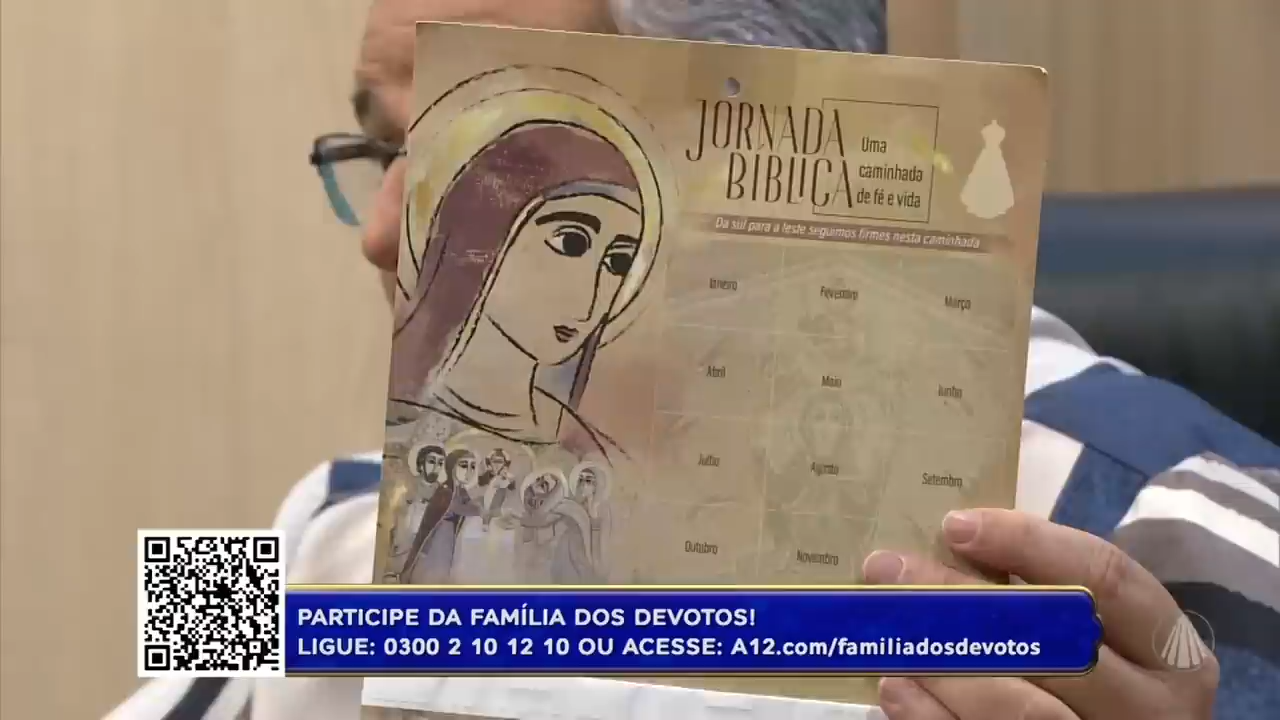 JORNADA
BÍBLICA
Uma
caminhada
de fé e vida
Da sul para a leste seguimos firmes nesta caminhada
Janeiro
Fevereiro
Março
Abril
Maio
Junho
Julho
Agosto
Setembro
Outubro
Novembro
PARTICIPE DA FAMÍLIA DOS DEVOTOS!
LIGUE: 0300 2 10 12 10 OU ACESSE: A12.com/familiadosdevotos